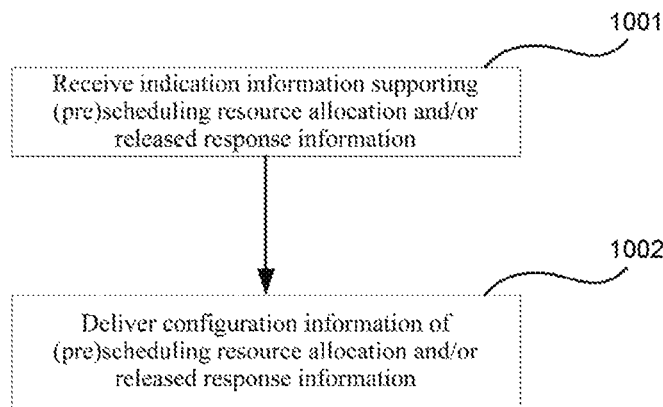 1001
Receive indication information supporting
(pre)scheduling resource allocation and/or
released response information
1002
Deliver configuration information of
(pre)scheduling resource allocation and/or
released response information